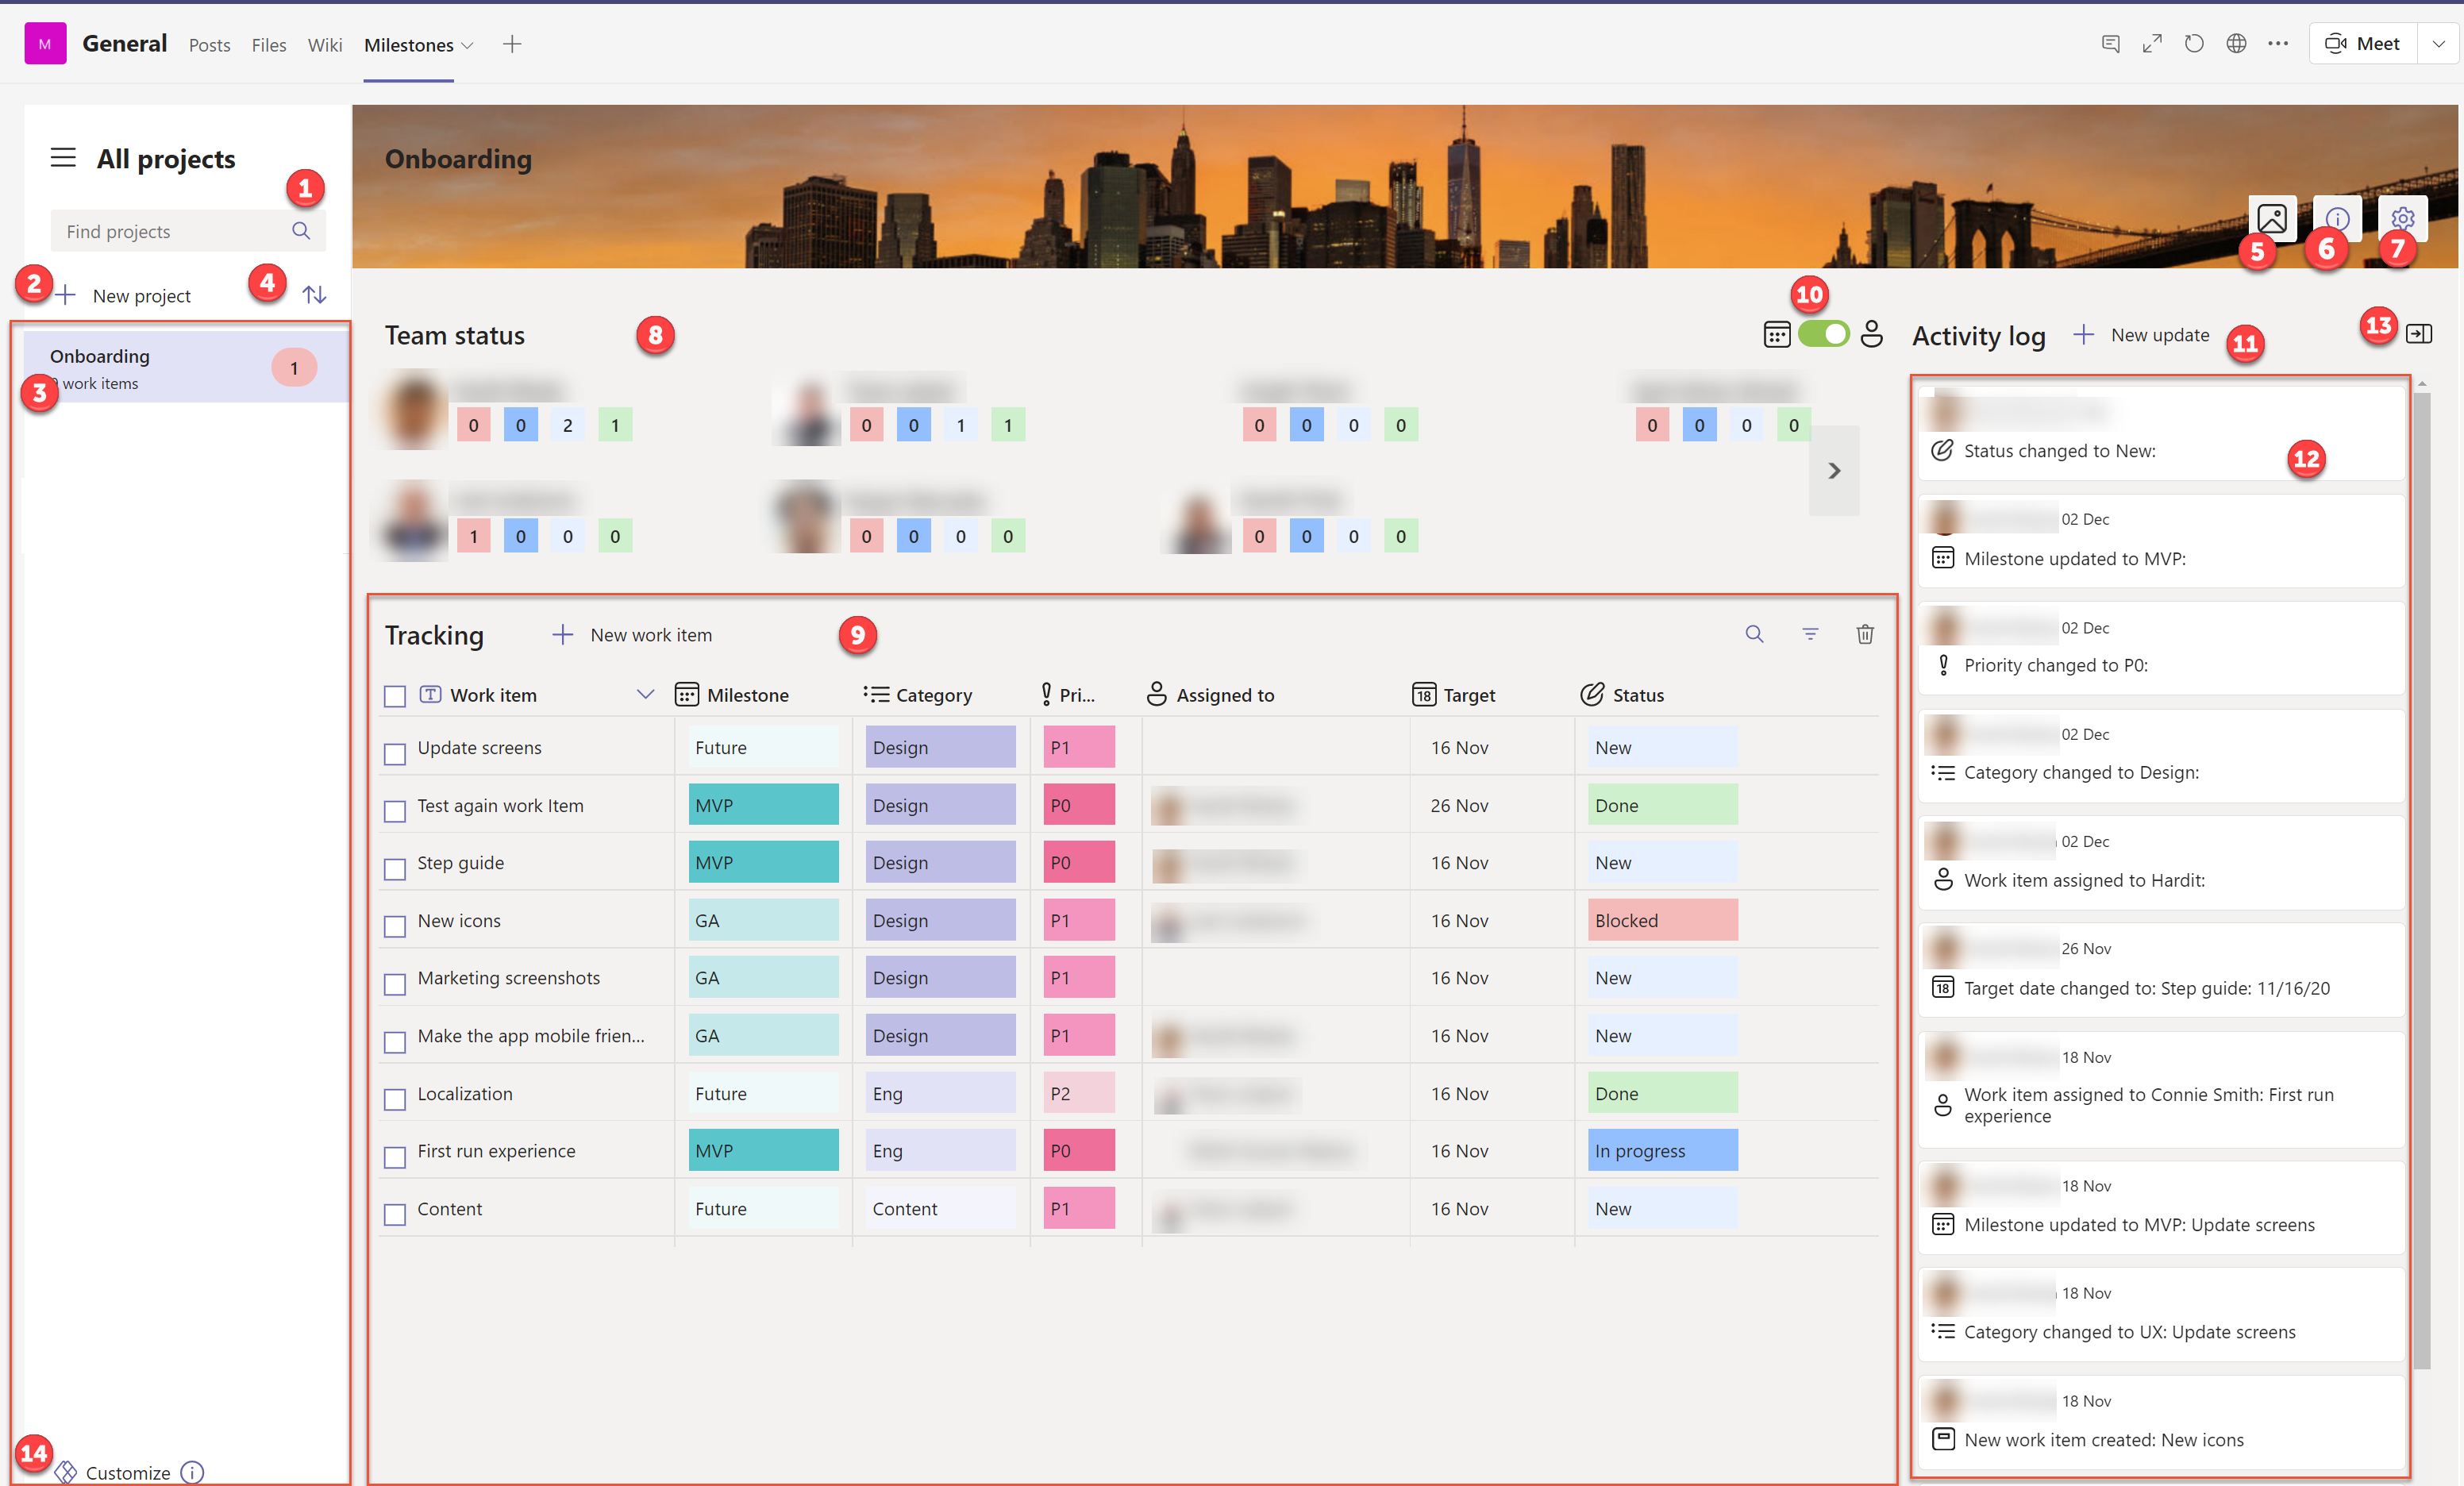 M General Posts Files Wiki Milestones Meet
All projects
1
Find projects
2 New project 4
Onboarding 1
3 work items
14 Customize
Onboarding
5 6 7
Team status 8 10
0 0 2 1
0 0 1 1
0 0 0 0
0 0 0 0
1 0 0 0
0 0 0 0
0 0 0 0
Tracking New work item 9
Work item Milestone Category Pri... Assigned to 18 Target Status
Update screens Future Design P1 16 Nov New
Test again work Item MVP Design P0 26 Nov Done
Step guide MVP Design P0 16 Nov New
New icons GA Design P1 16 Nov Blocked
Marketing screenshots GA Design P1 16 Nov New
Make the app mobile frien... GA Design P1 16 Nov New
Localization Future Eng P2 16 Nov Done
First run experience MVP Eng P0 16 Nov In progress
Content Future Content P1 16 Nov New
Activity log New update 11 13
Status changed to New: 12
02 Dec
Milestone updated to MVP:
02 Dec
Priority changed to P0:
02 Dec
Category changed to Design:
02 Dec
Work item assigned to Hardit:
26 Nov
18 Target date changed to: Step guide: 11/16/20
18 Nov
Work item assigned to Connie Smith: First run
experience
18 Nov
Milestone updated to MVP: Update screens
18 Nov
Category changed to UX: Update screens
18 Nov
New work item created: New icons